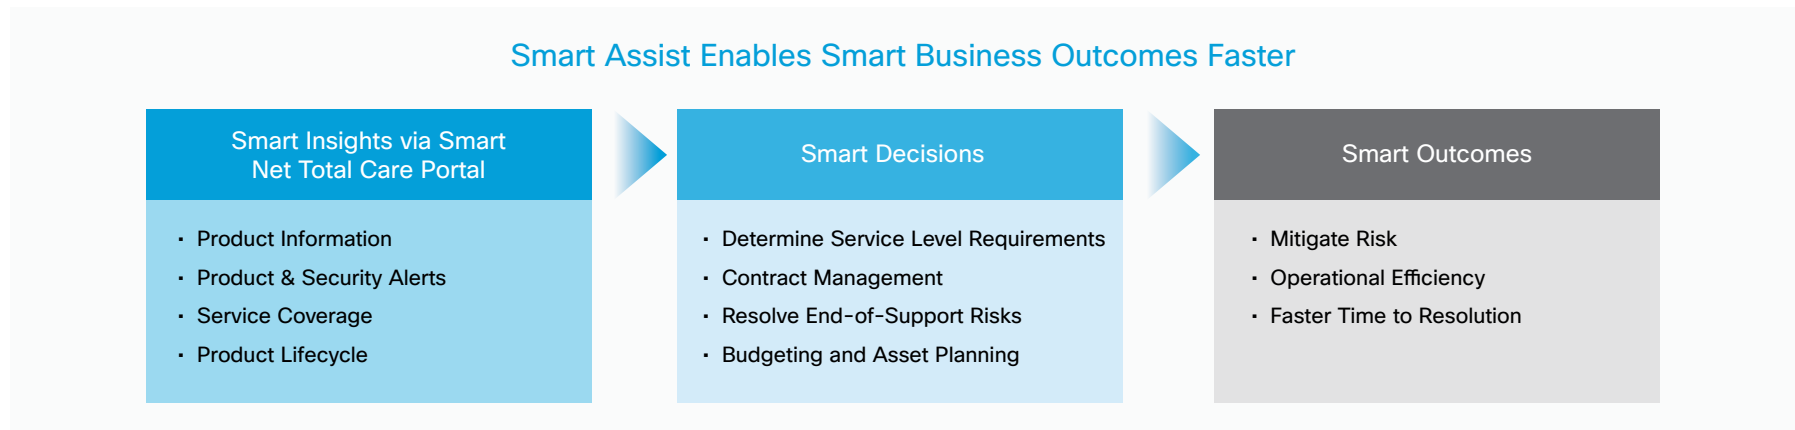 Smart Assist Enables Smart Business Outcomes Faster
Smart Insights via Smart
Net Total Care Portal
· Product Information
· Product & Security Alerts
· Service Coverage
· Product Lifecycle
Smart Decisions
· Determine Service Level Requirements
· Contract Management
· Resolve End-of-Support Risks
· Budgeting and Asset Planning
Smart Outcomes
· Mitigate Risk
· Operational Efficiency
· Faster Time to Resolution